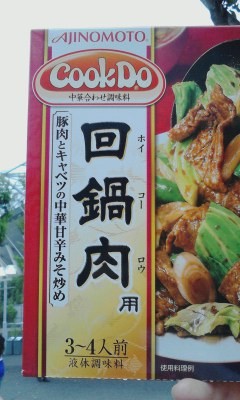 AJINOMOTO®
Cook Do®
中華合わせ調味料
回鍋肉用
ホイコーロウ
豚肉とキャベツの中華甘辛みそ炒め
3〜4人前
液体調味料
使用料理例